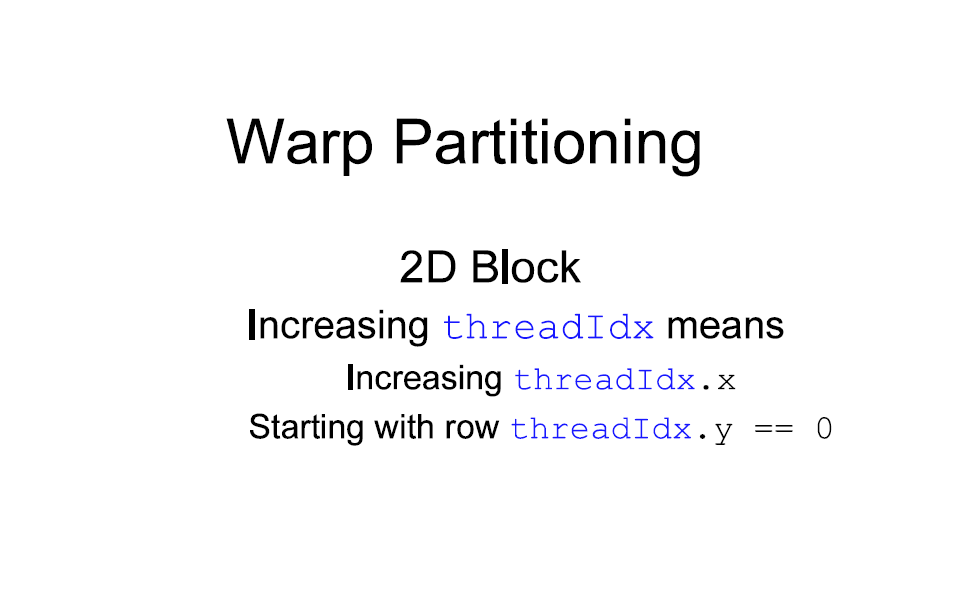 Warp Partitioning
2D Block
Increasing threadIdx means
Increasing threadIdx.x
Starting with row threadIdx.y == 0